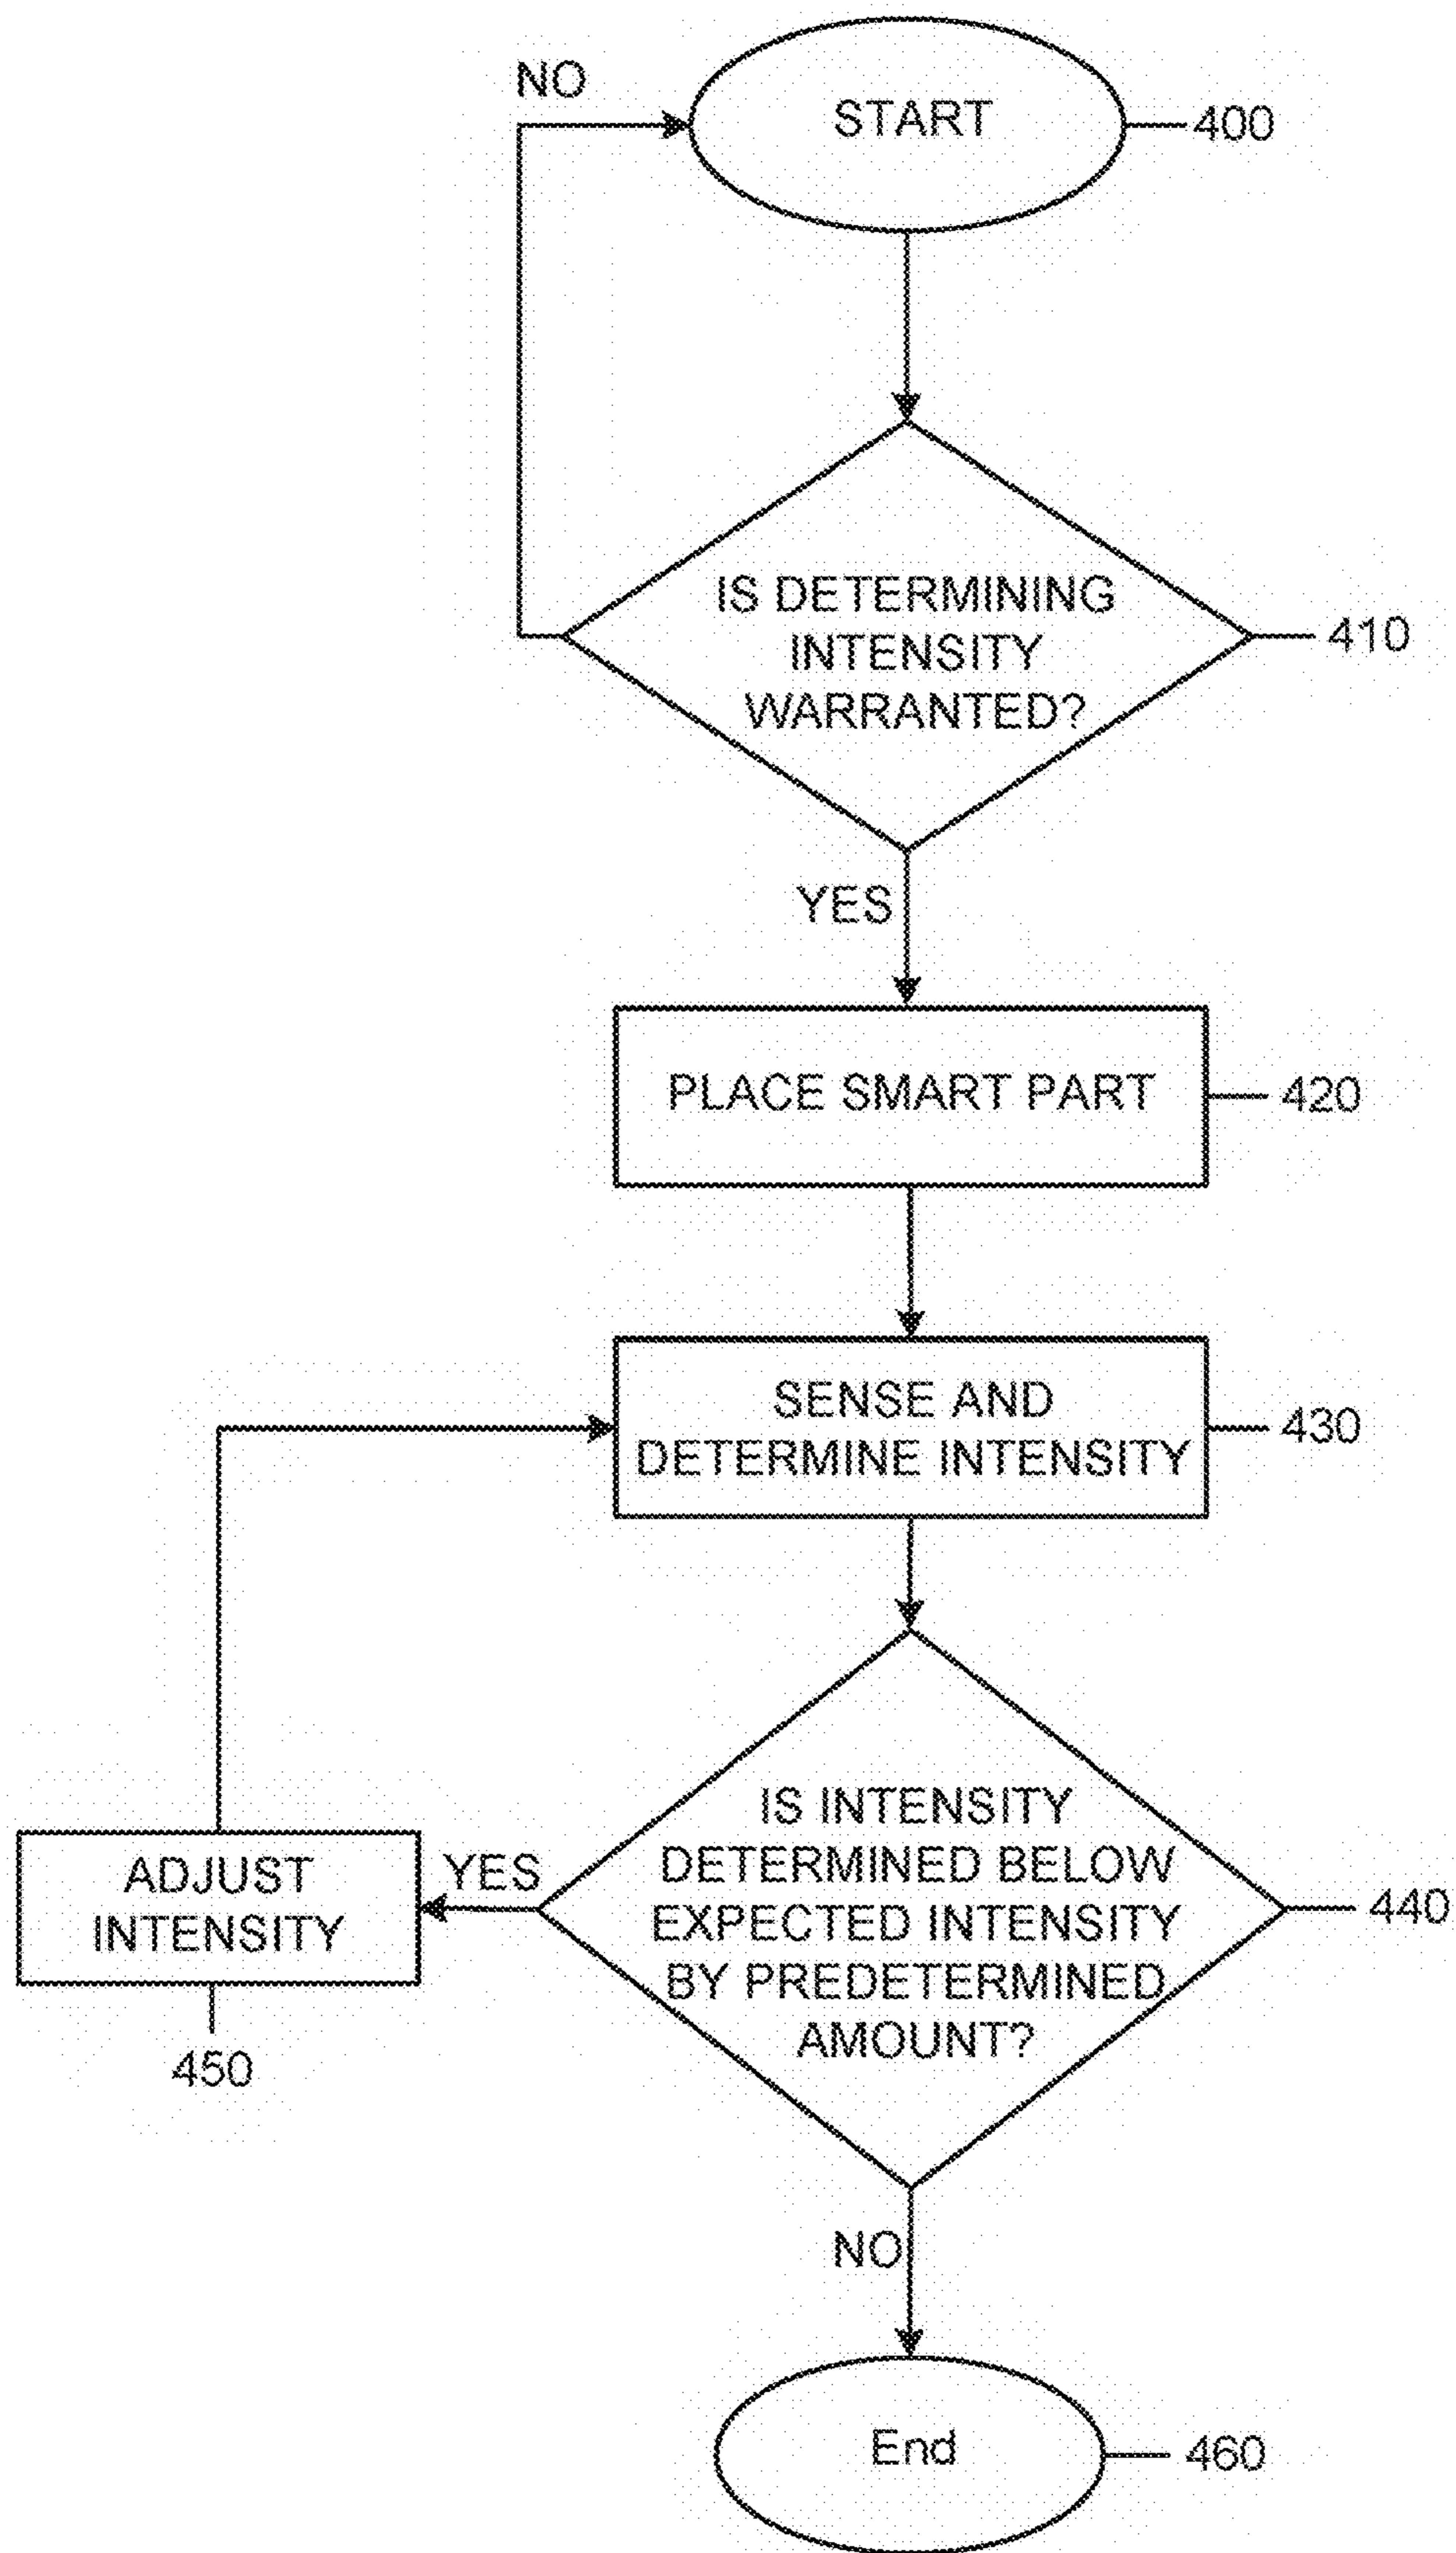 NO
START
400
IS DETERMINING
INTENSITY
WARRANTED?
410
YES
PLACE SMART PART
420
SENSE AND
DETERMINE INTENSITY
430
IS INTENSITY
DETERMINED BELOW
EXPECTED INTENSITY
BY PREDETERMINED
AMOUNT?
440
YES
ADJUST
INTENSITY
450
NO
End
460